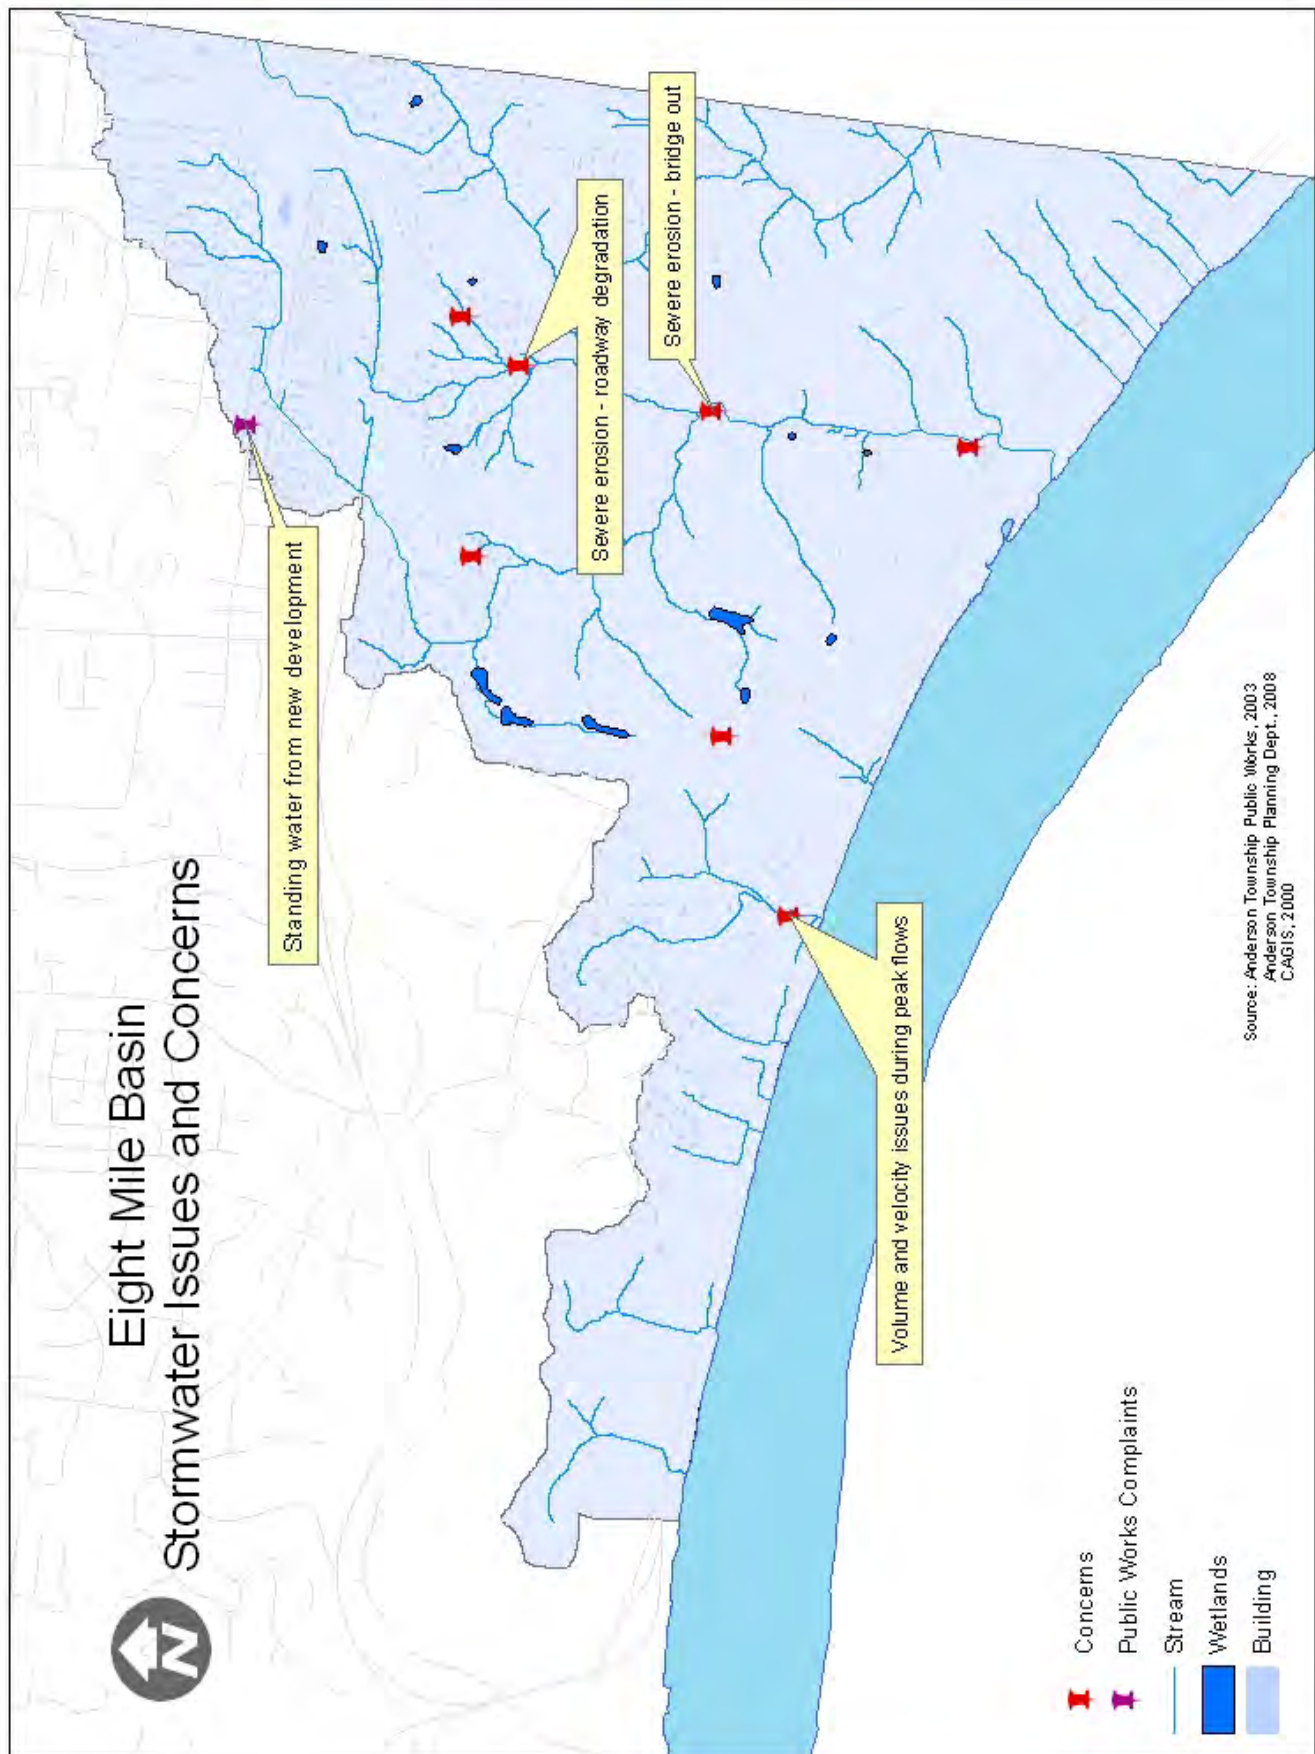 Eight Mile Basin
Stormwater Issues and Concerns
N
Standing water from new development
Severe erosion - roadway degradation
Severe erosion - bridge out
Volume and velocity issues during peak flows
Concerns
Public Works Complaints
Stream
Wetlands
Building
Source: Anderson Township Public Works, 2003
Anderson Township Planning Dept., 2008
CAGIS, 2000